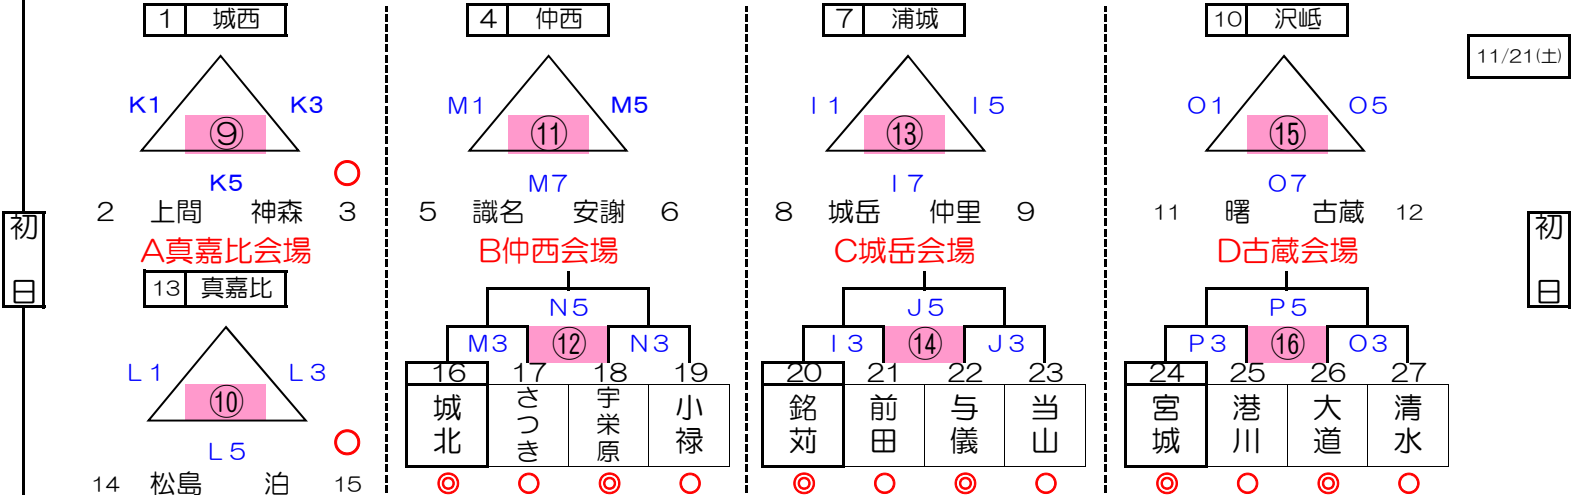 1 城西 4 仲西 7 浦城 10 沢岻
11/21(土)
K1 K3 M1 M5 I1 I5 O1 O5
⑨ ⑪ ⑬ ⑮
○
K5 M7 I7 O7
2 上間 神森 3 5 識名 安謝 6 8 城岳 仲里 9 11 曙 古蔵 12
初日 初日
A真嘉比会場 B仲西会場 C城岳会場 D古蔵会場
13 真嘉比
N5 J5 P5
M3 ⑫ N3 I3 ⑭ J3 P3 ⑯ O3
L1 L3
16 17 18 19 20 21 22 23 24 25 26 27
⑩
城北 さつき 宇栄原 小禄 銘苅 前田 与儀 当山 宮城 港川 大道 清水
L5 ○
14 松島 泊 15 ◎ ○ ◎ ○ ◎ ○ ◎ ○ ◎ ○ ◎ ○